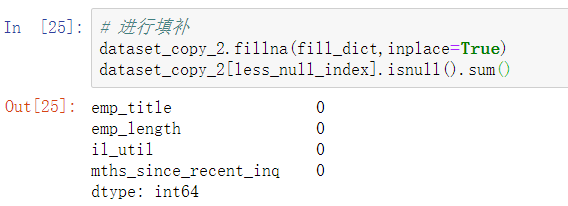 In [25]: # 进行填补
dataset_copy_2.fillna(fill_dict,inplace=True)
dataset_copy_2[less_null_index].isnull().sum()
Out[25]: emp_title 0
emp_length 0
il_util 0
mths_since_recent_inq 0
dtype: int64